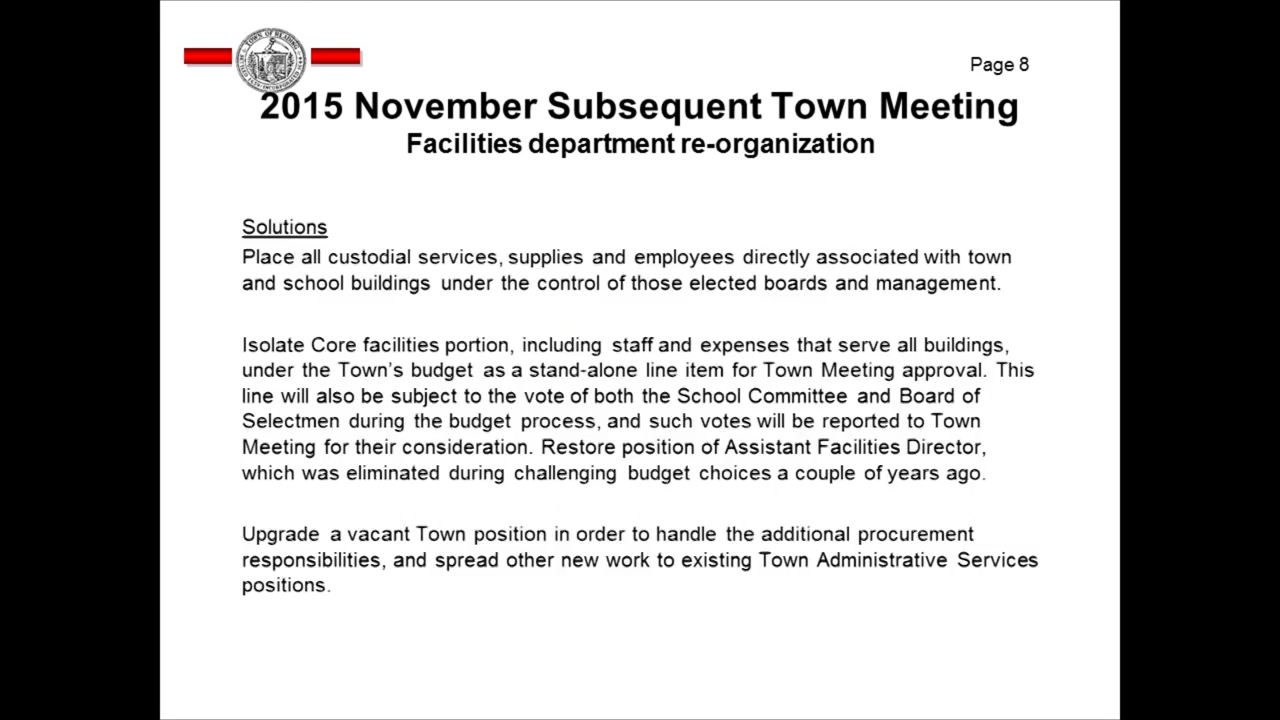 TOWN OF READING
Page 8
2015 November Subsequent Town Meeting
Facilities department re-organization
Solutions
Place all custodial services, supplies and employees directly associated with town
and school buildings under the control of those elected boards and management.
Isolate Core facilities portion, including staff and expenses that serve all buildings,
under the Town's budget as a stand-alone line item for Town Meeting approval. This
line will also be subject to the vote of both the School Committee and Board of
Selectmen during the budget process, and such votes will be reported to Town
Meeting for their consideration. Restore position of Assistant Facilities Director,
which was eliminated during challenging budget choices a couple of years ago.
Upgrade a vacant Town position in order to handle the additional procurement
responsibilities, and spread other new work to existing Town Administrative Services
positions.